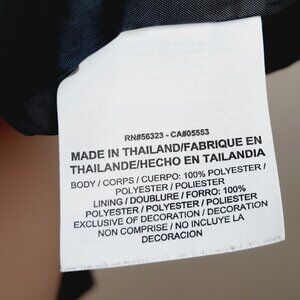 RN#56323 - CA#05553
MADE IN THAILAND/FABRIQUE EN
THAILANDE/HECHO EN TAILANDIA
BODY / CORPS / CUERPO: 100% POLYESTER /
POLYESTER / POLIESTER
LINING / DOUBLURE / FORRO: 100%
POLYESTER / POLYESTER / POLIESTER
EXCLUSIVE OF DECORATION / DECORATION
NON COMPRISE / NO INCLUYE LA
DECORACION